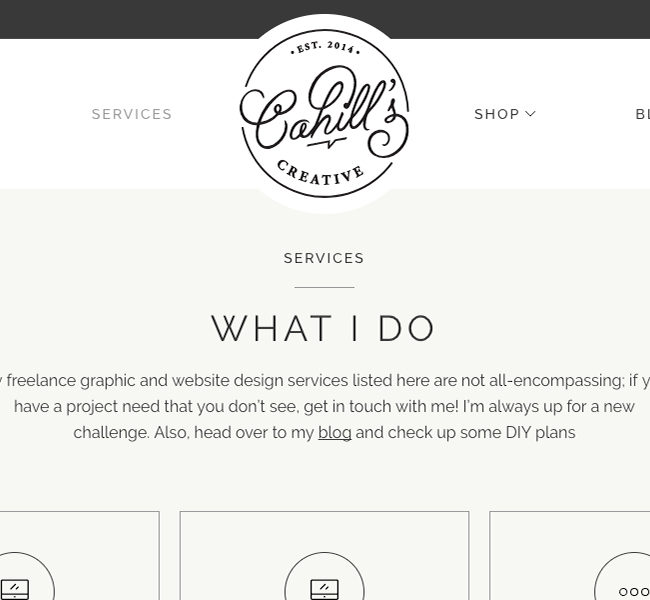 • EST. 2014 •
Cahill's
CREATIVE
SERVICES
SHOP
SERVICES
WHAT I DO
freelance graphic and website design services listed here are not all-encompassing; if
have a project need that you don't see, get in touch with me! I'm always up for a new
challenge. Also, head over to my blog and check up some DIY plans